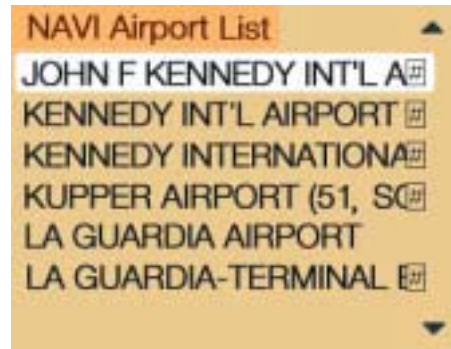 NAVI Airport List
JOHN F KENNEDY INT'L A#
KENNEDY INT'L AIRPORT #
KENNEDY INTERNATIONA#
KUPPER AIRPORT (51, SO#
LA GUARDIA AIRPORT
LA GUARDIA-TERMINAL #